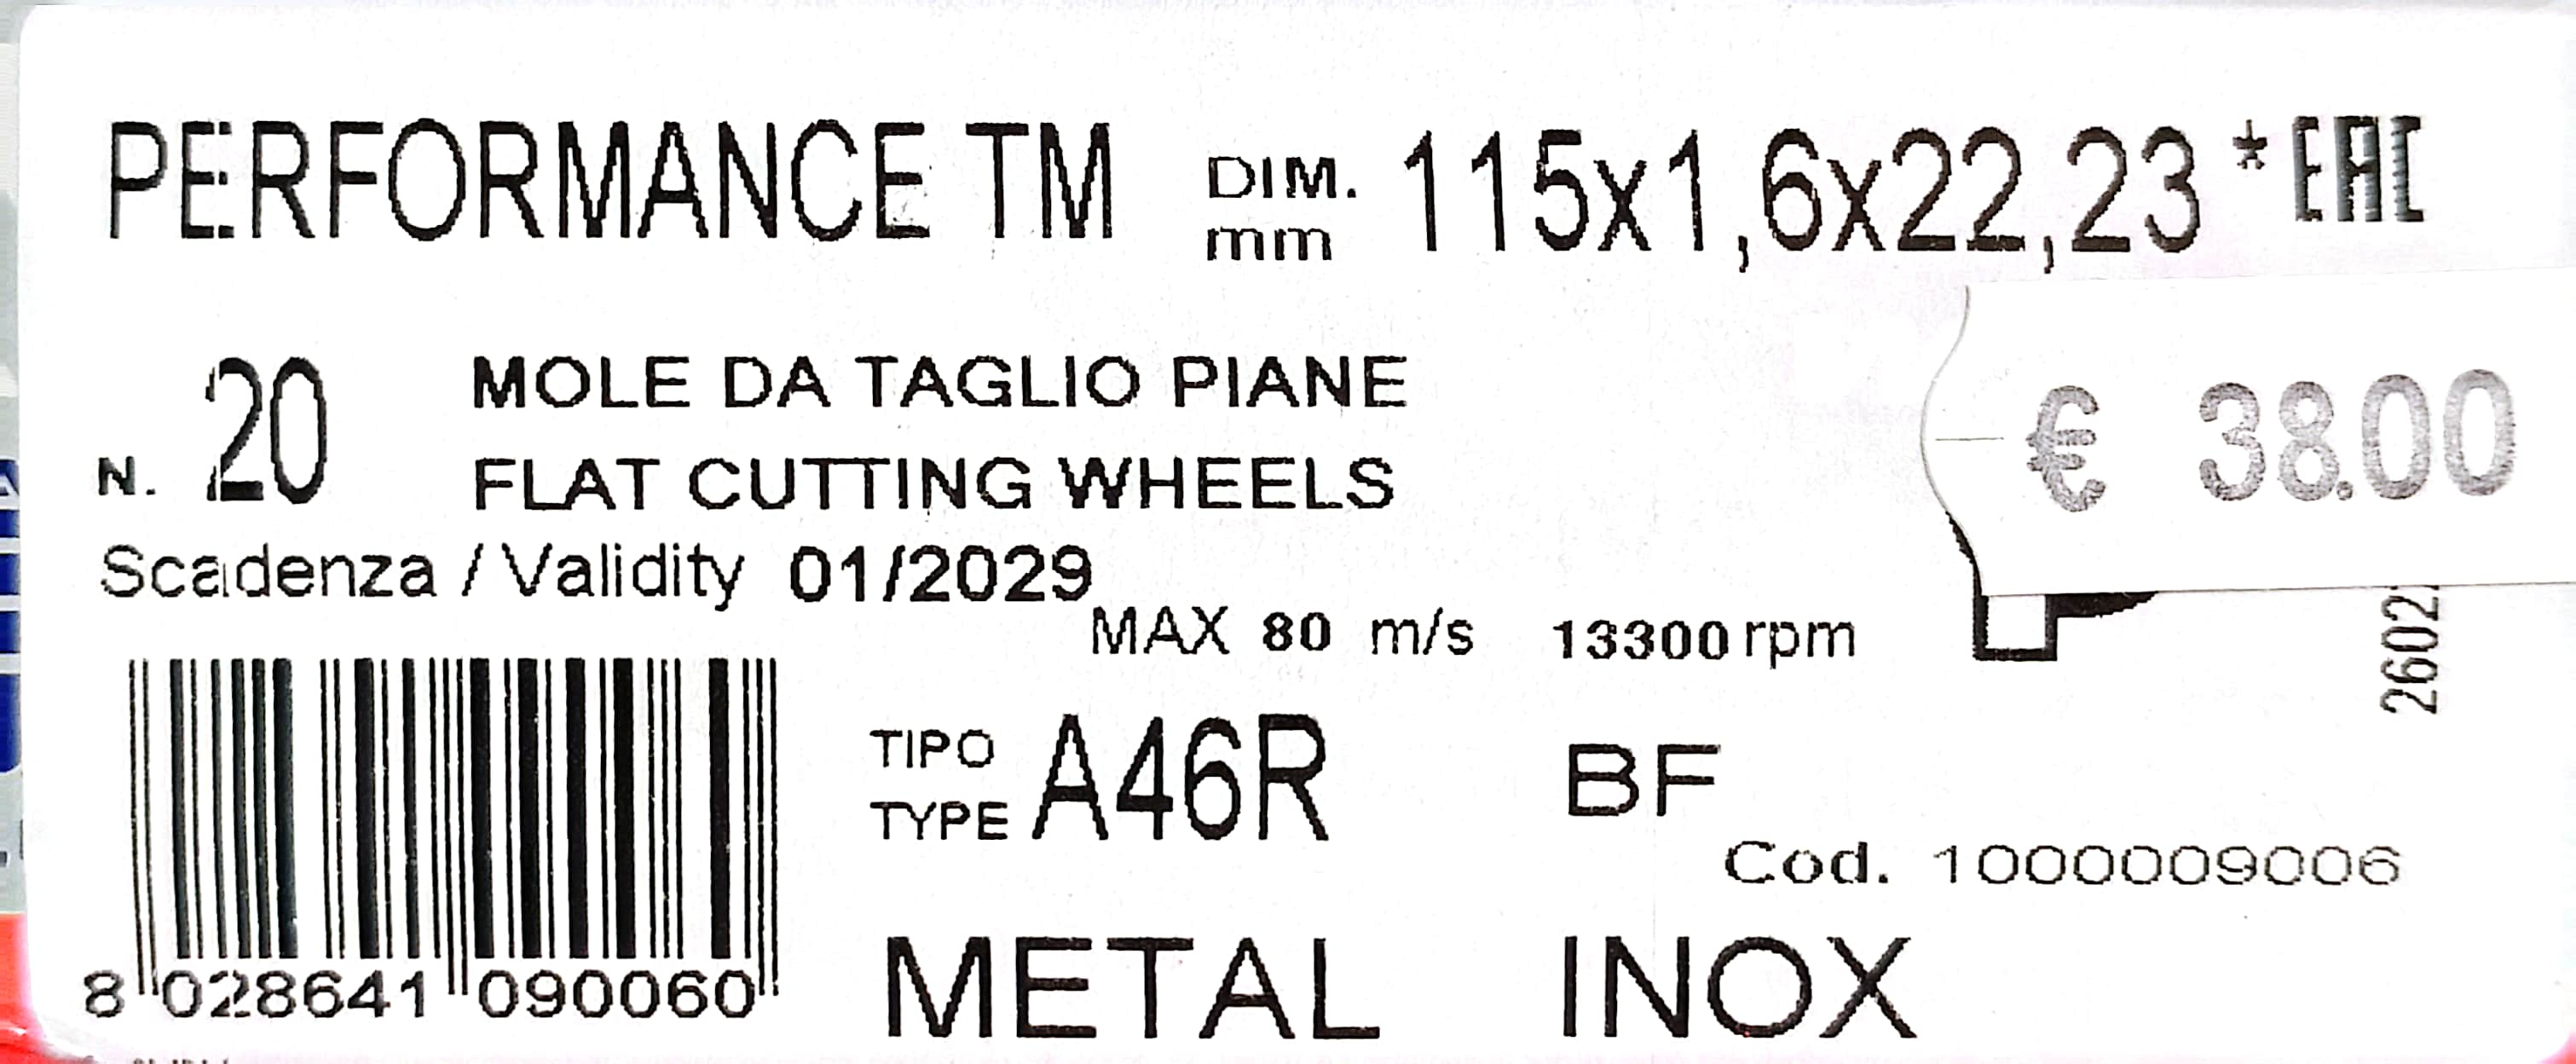 PERFORMANCE TM DIM. mm 115x1,6x22,23 * EAC
N. 20 MOLE DA TAGLIO PIANE
FLAT CUTTING WHEELS
€ 38.00
Scadenza / Validity 01/2029
MAX 80 m/s 13300 rpm
TIPO
TYPE A46R BF
Cod. 1000009006
METAL INOX
8 028641 090060